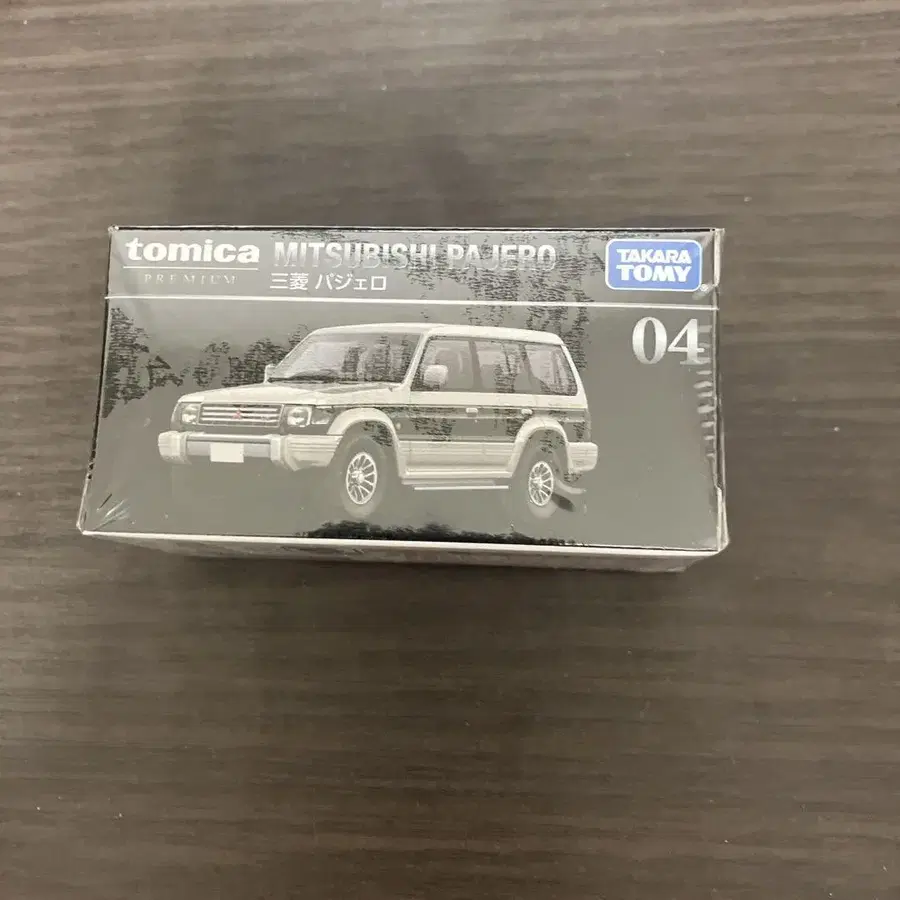 tomica
PREMIUM
MITSUBISHI PAJERO
三菱 パジェロ
TAKARA
TOMY
04